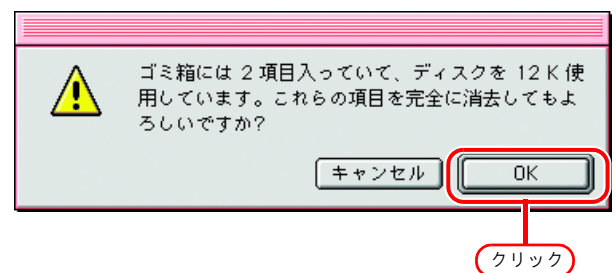 ゴミ箱には 2 項目入っていて、ディスクを 12 K 使
用しています。これらの項目を完全に消去してもよ
ろしいですか?
キャンセル
OK
クリック